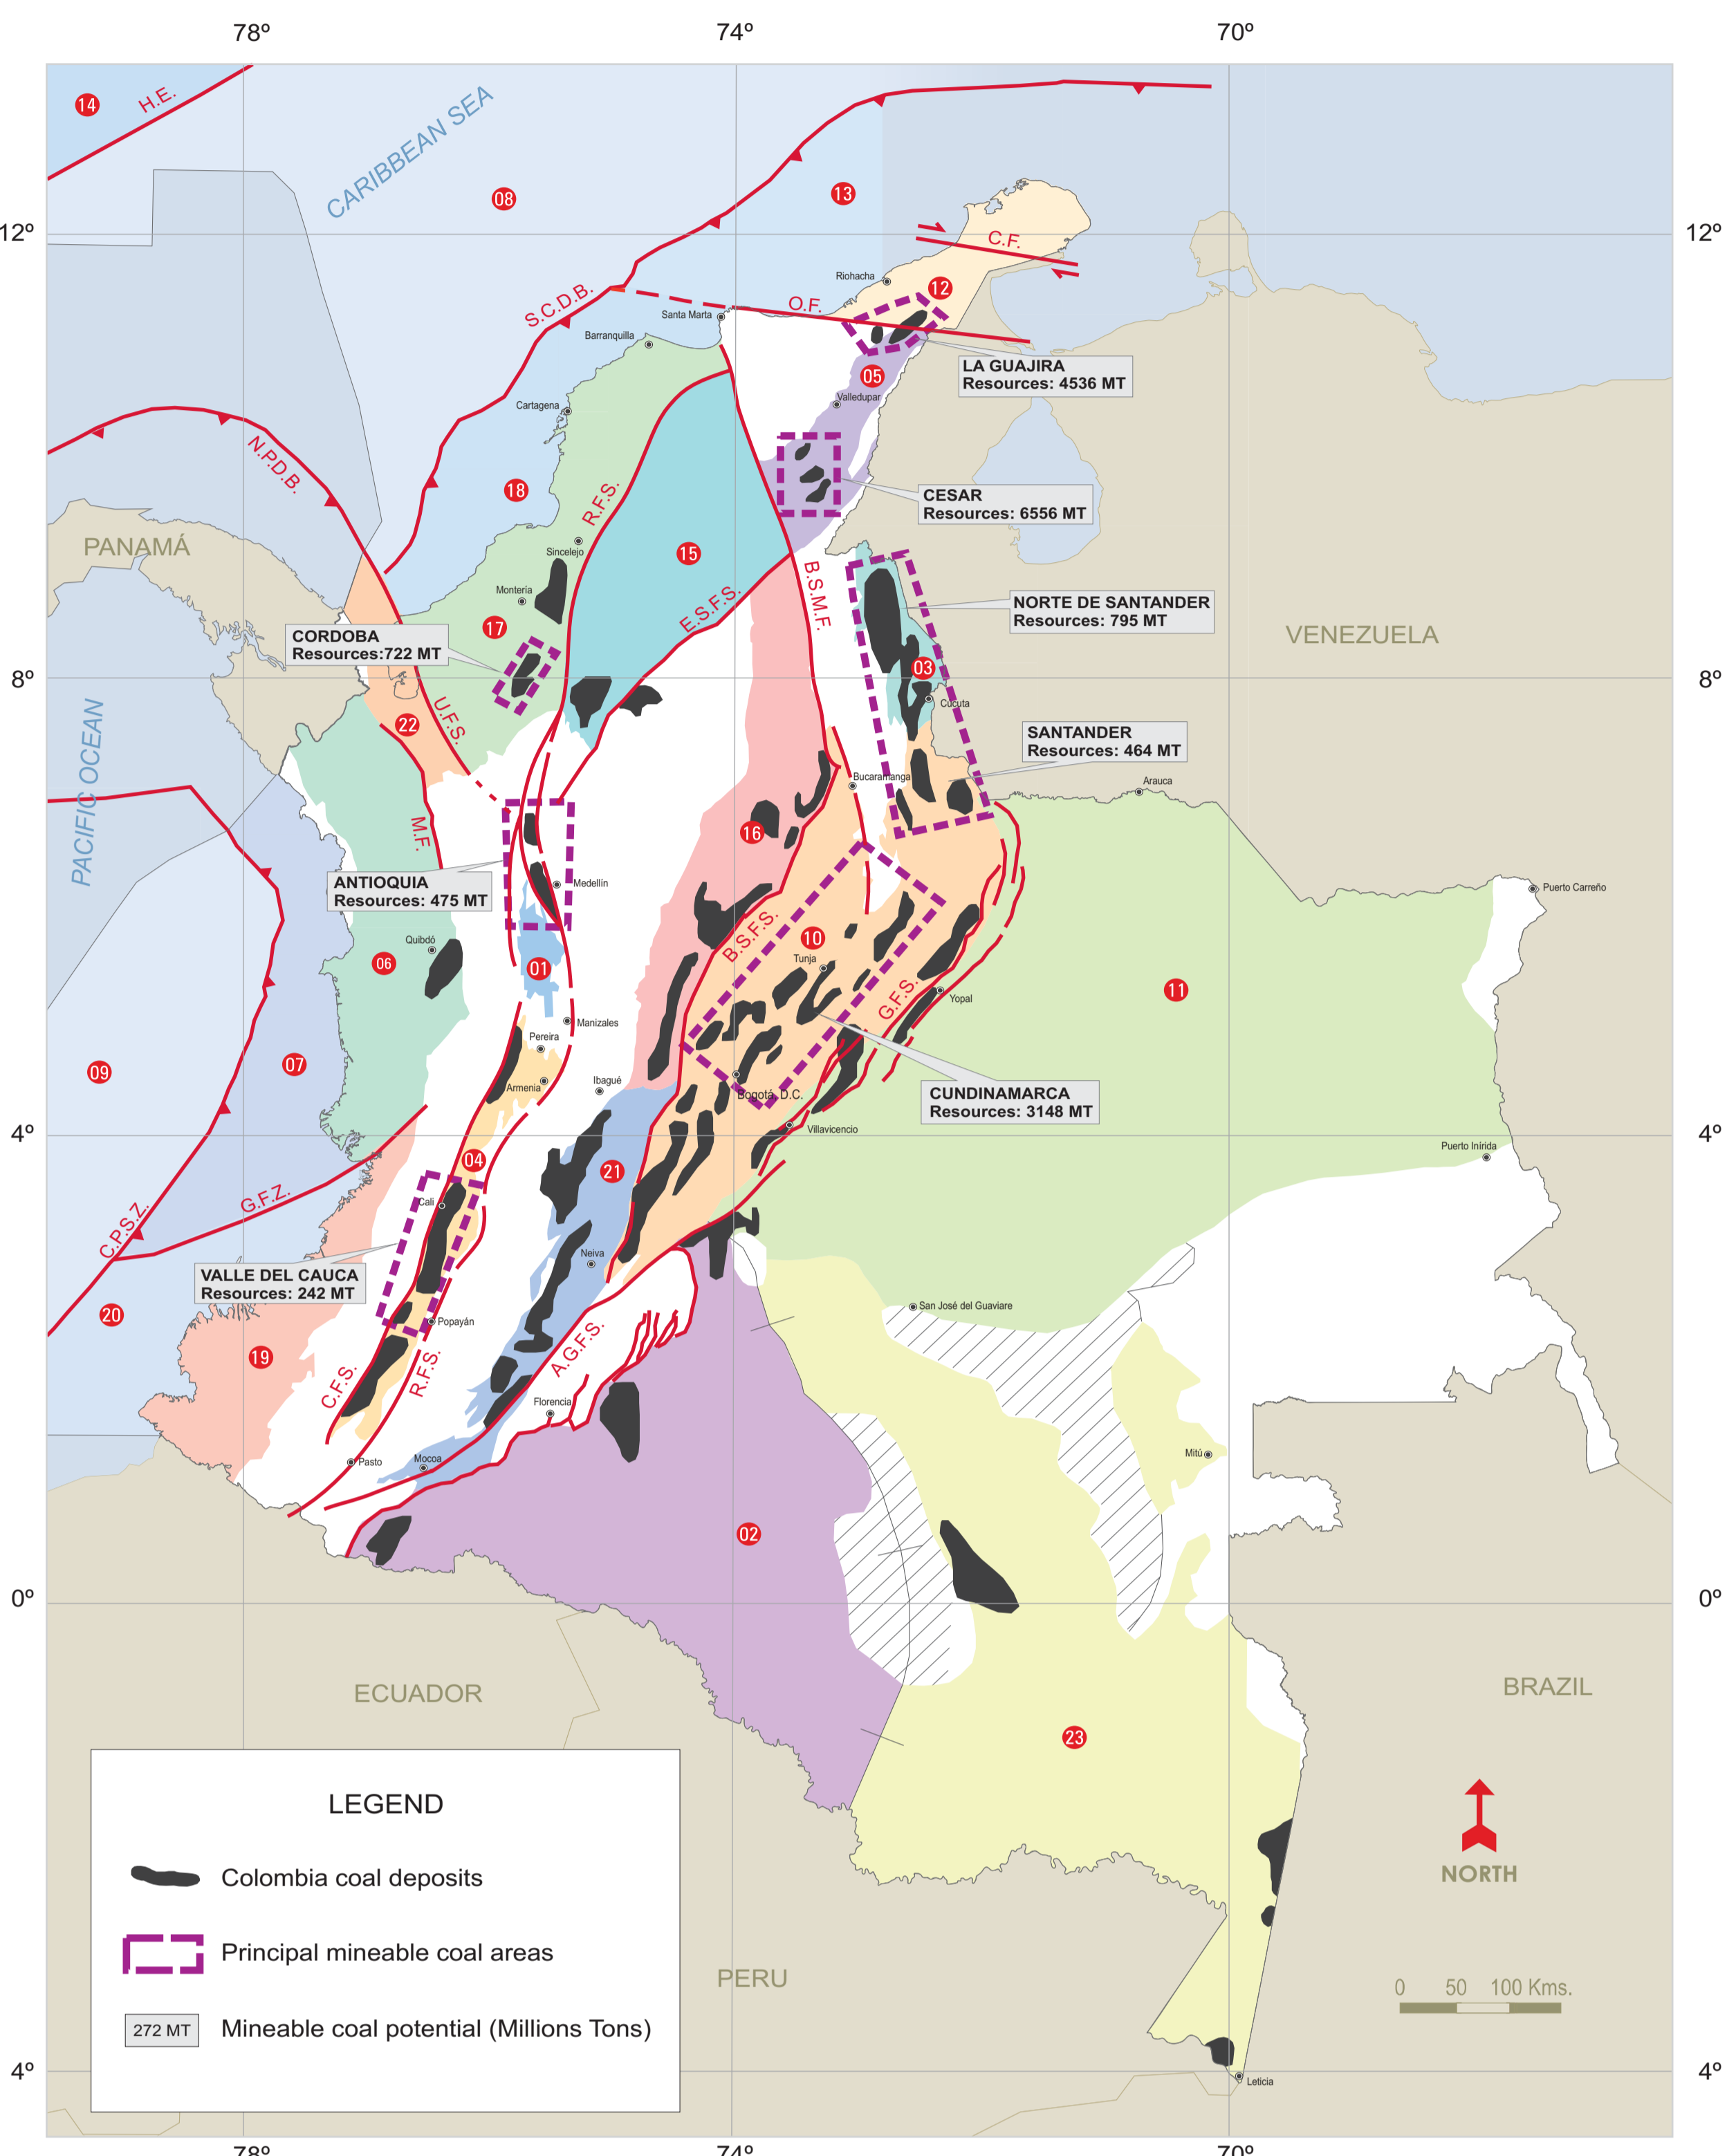 78º 74º 70º
14
H.E.
CARIBBEAN SEA
08
13
12º 12º
C.F.
Riohacha
12
S.C.D.B.
O.F.
Santa Marta
Barranquilla
LA GUAJIRA
Resources: 4536 MT
05
Valledupar
Cartagena
N.P.D.B.
18
R.F.S.
CESAR
Resources: 6556 MT
PANAMÁ
Sincelejo
15
B.S.M.F.
Montería
E.S.F.S.
NORTE DE SANTANDER
Resources: 795 MT
VENEZUELA
17
CORDOBA
Resources:722 MT
8º 8º
03
Cúcuta
22
U.F.S.
PACIFIC OCEAN
SANTANDER
Resources: 464 MT
Bucaramanga
Arauca
M.F.
16
ANTIOQUIA
Resources: 475 MT
Medellín
Puerto Carreño
B.S.F.S.
10
Quibdó
06
01
Tunja
11
G.F.S.
Yopal
Manizales
Pereira
09
07
Armenia
Ibagué
Bogotá, D.C.
CUNDINAMARCA
Resources: 3148 MT
4º 4º
Villavicencio
Puerto Inírida
04
21
Cali
G.F.Z.
C.P.S.Z.
Neiva
VALLE DEL CAUCA
Resources: 242 MT
20
Popayán
San José del Guaviare
19
C.F.S.
R.F.S.
A.G.F.S.
Florencia
Mitú
Pasto
Mocoa
02
0º 0º
ECUADOR
BRAZIL
23
LEGEND
Colombia coal deposits
Principal mineable coal areas
272 MT Mineable coal potential (Millions Tons)
NORTH
PERU
0 50 100 Kms.
4º 4º
Leticia
78º 74º 70º